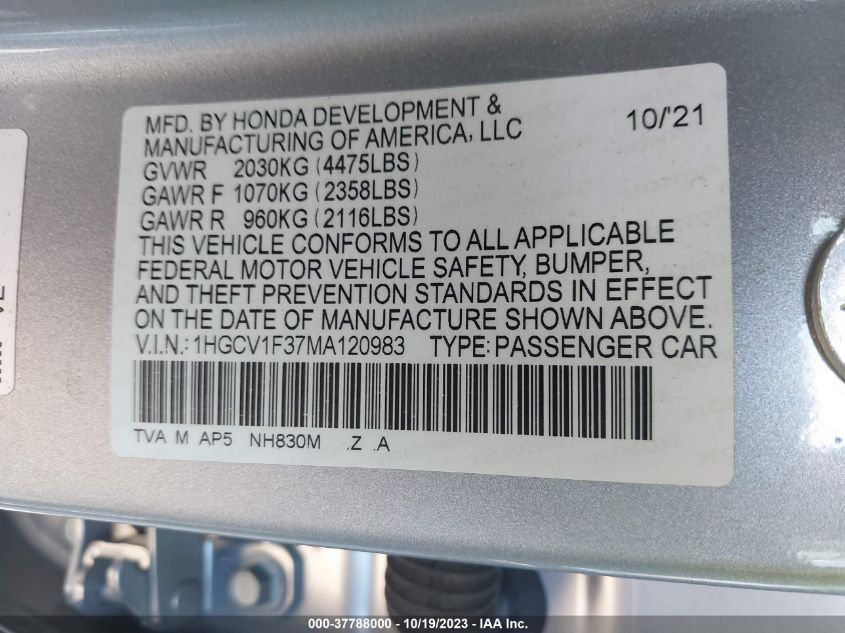 MFD. BY HONDA DEVELOPMENT &
MANUFACTURING OF AMERICA, LLC
10/'21
GVWR 2030KG (4475LBS)
GAWR F 1070KG (2358LBS)
GAWR R 960KG (2116LBS)
THIS VEHICLE CONFORMS TO ALL APPLICABLE
FEDERAL MOTOR VEHICLE SAFETY, BUMPER,
AND THEFT PREVENTION STANDARDS IN EFFECT
ON THE DATE OF MANUFACTURE SHOWN ABOVE.
V.I.N.: 1HGCV1F37MA120983 TYPE: PASSENGER CAR
TVA M AP5 NH830M .Z .A
000-37788000 - 10/19/2023 - IAA Inc.